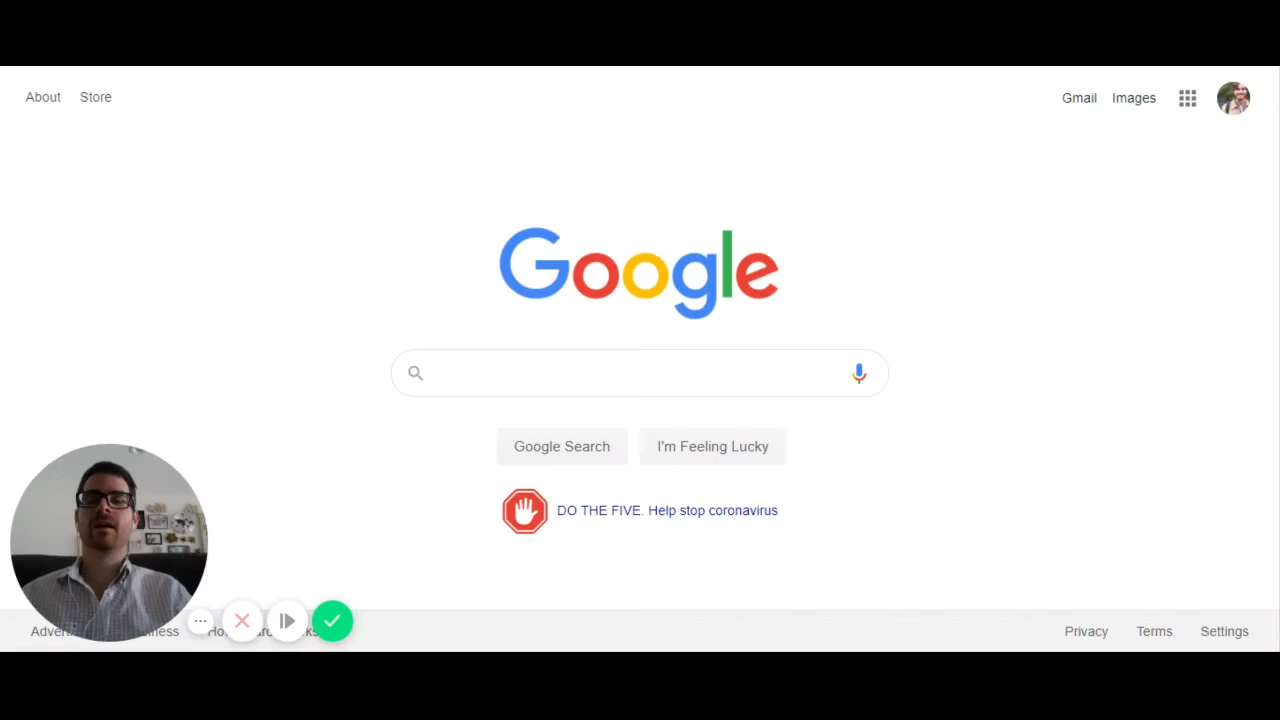 About Store
Gmail Images
Google
Google Search I'm Feeling Lucky
DO THE FIVE. Help stop coronavirus
Privacy Terms Settings